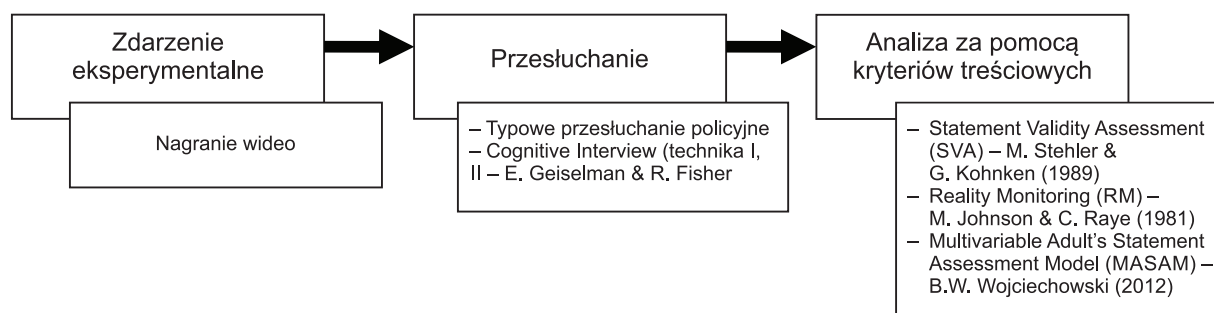 Zdarzenie
eksperymentalne
Nagranie wideo
Przesłuchanie
– Typowe przesłuchanie policyjne
– Cognitive Interview (technika I,
II – E. Geiselman & R. Fisher
Analiza za pomocą
kryteriów treściowych
– Statement Validity Assessment
(SVA) – M. Stehler &
G. Kohnken (1989)
– Reality Monitoring (RM) –
M. Johnson & C. Raye (1981)
– Multivariable Adult's Statement
Assessment Model (MASAM) –
B.W. Wojciechowski (2012)